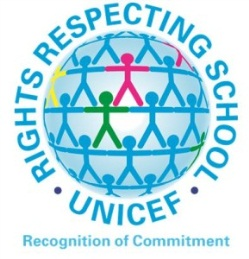 RIGHTS RESPECTING SCHOOL
• UNICEF •
Recognition of Commitment